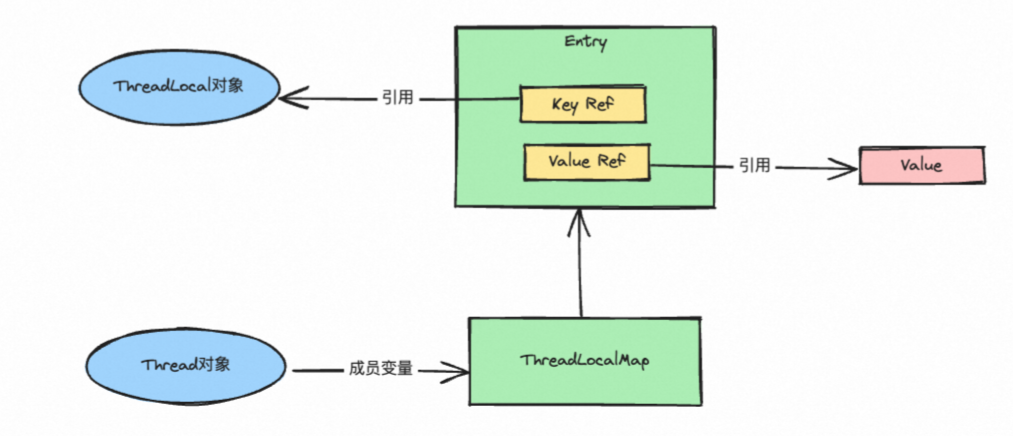 Entry
ThreadLocal对象
引用
Key Ref
Value Ref
引用
Value
Thread对象
成员变量
ThreadLocalMap